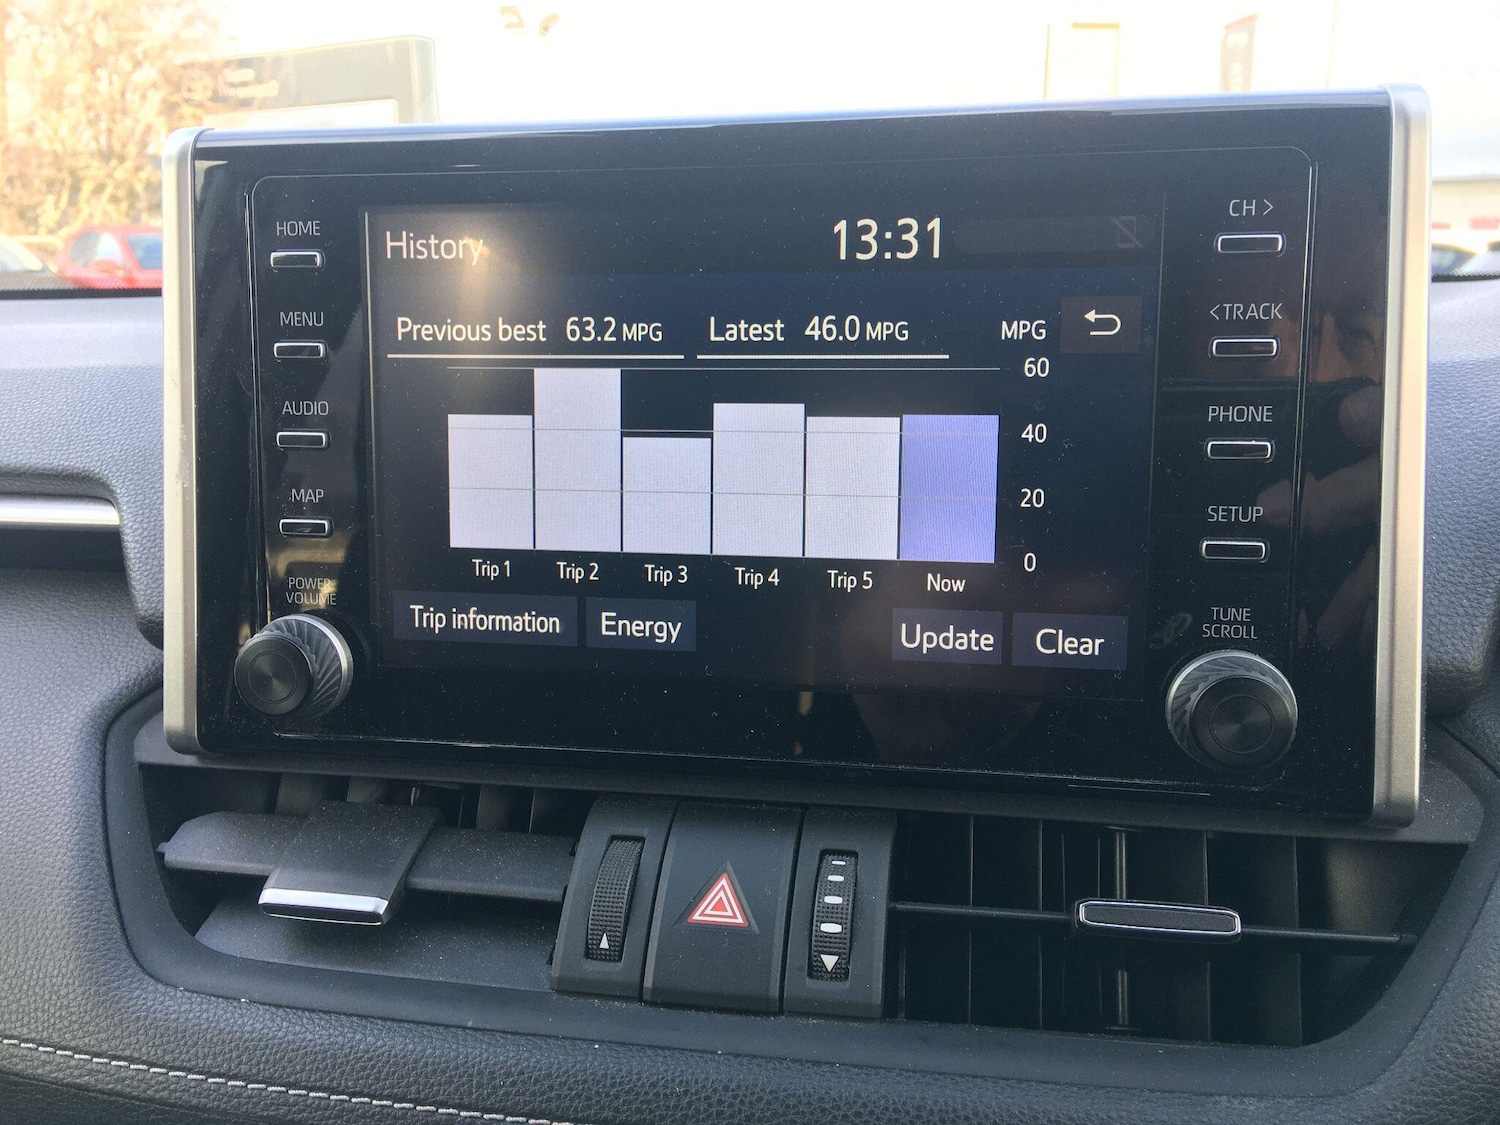 HOME
MENU
AUDIO
MAP
POWER
VOLUME
History
13:31
Previous best 63.2 MPG
Latest 46.0 MPG
MPG
60
40
20
0
Trip 1
Trip 2
Trip 3
Trip 4
Trip 5
Now
Trip information
Energy
Update
Clear
CH >
< TRACK
PHONE
SETUP
TUNE
SCROLL